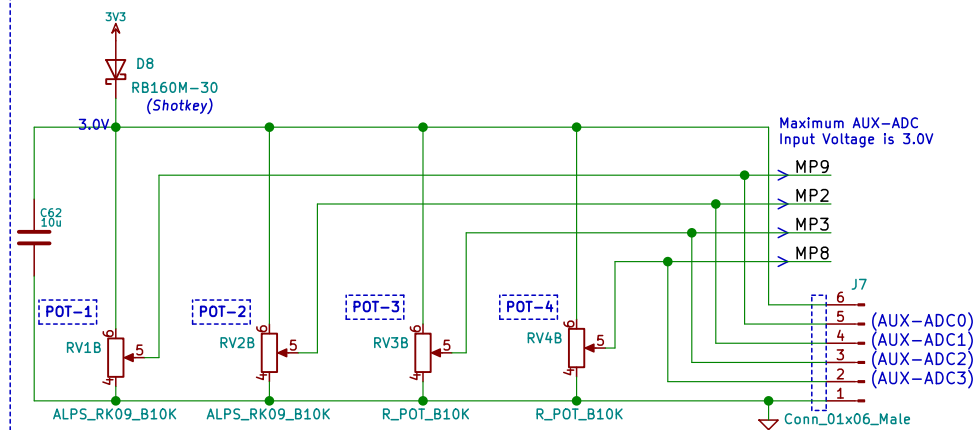 3V3
D8
RB160M-30
(Shotkey)
3.0V
Maximum AUX-ADC
Input Voltage is 3.0V
MP9
MP2
MP3
MP8
C62
10u
J7
POT-1
POT-2
POT-3
POT-4
6
5
4
RV1B
6
5
4
RV2B
6
5
4
RV3B
6
5
4
RV4B
6
5 (AUX-ADC0)
4 (AUX-ADC1)
3 (AUX-ADC2)
2 (AUX-ADC3)
1
ALPS_RK09_B10K
ALPS_RK09_B10K
R_POT_B10K
R_POT_B10K
Conn_01x06_Male